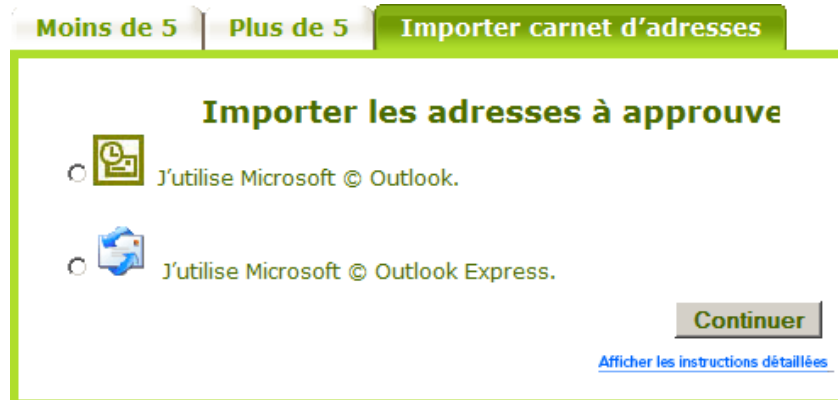 Moins de 5 Plus de 5 Importer carnet d'adresses
Importer les adresses à approuve
J'utilise Microsoft © Outlook.
J'utilise Microsoft © Outlook Express.
Continuer
Afficher les instructions détaillées